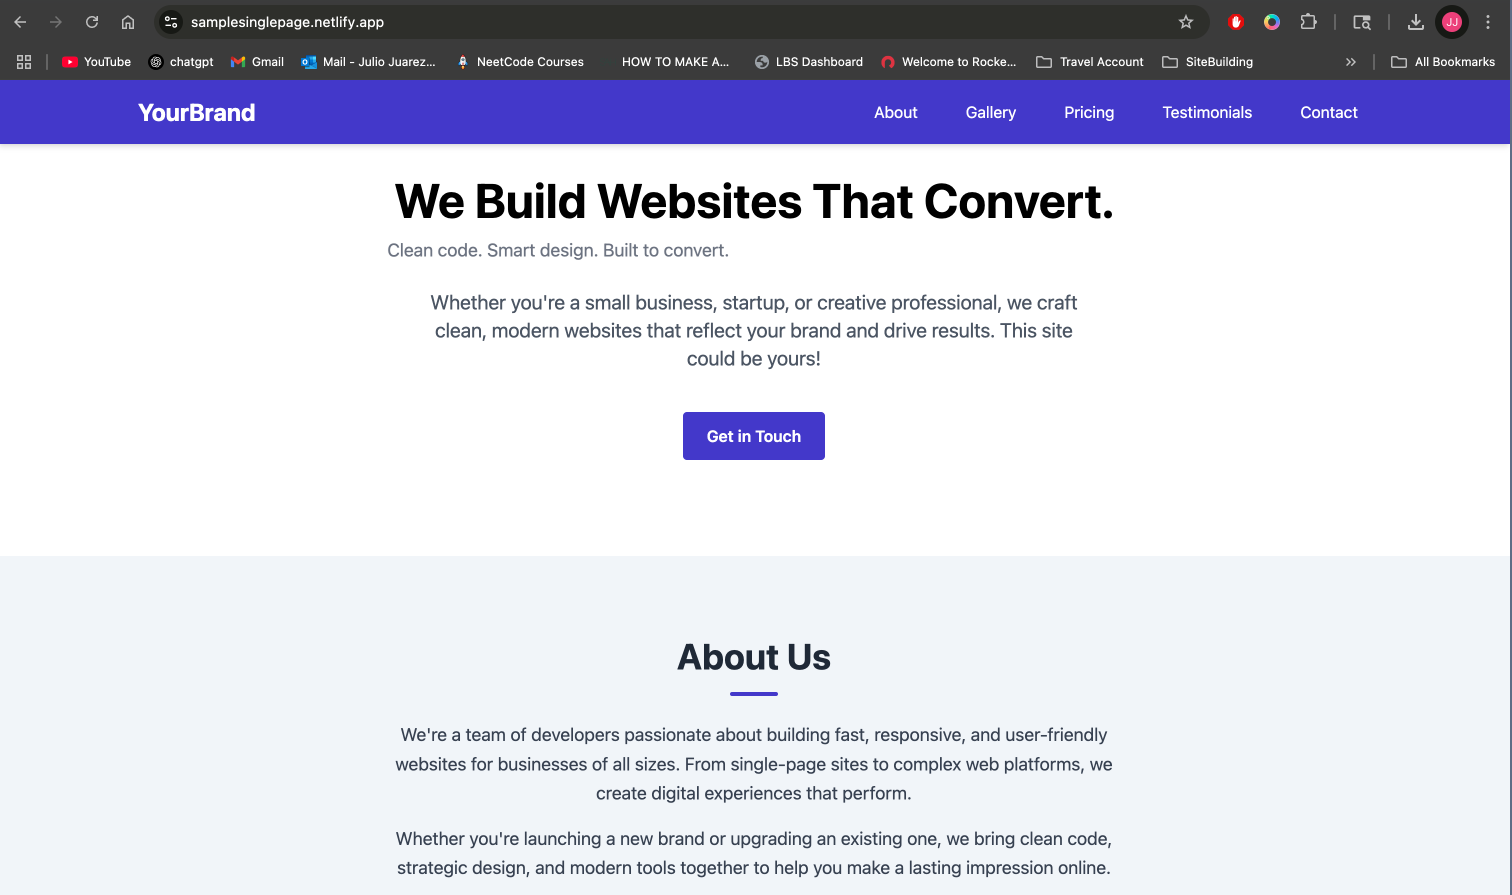 samplesinglepage.netlify.app
JJ
YouTube chatgpt Gmail Mail - Julio Juarez... NeetCode Courses HOW TO MAKE A... LBS Dashboard Welcome to Rocke... Travel Account SiteBuilding » All Bookmarks
YourBrand About Gallery Pricing Testimonials Contact
We Build Websites That Convert.
Clean code. Smart design. Built to convert.
Whether you're a small business, startup, or creative professional, we craft
clean, modern websites that reflect your brand and drive results. This site
could be yours!
Get in Touch
About Us
We're a team of developers passionate about building fast, responsive, and user-friendly
websites for businesses of all sizes. From single-page sites to complex web platforms, we
create digital experiences that perform.
Whether you're launching a new brand or upgrading an existing one, we bring clean code,
strategic design, and modern tools together to help you make a lasting impression online.